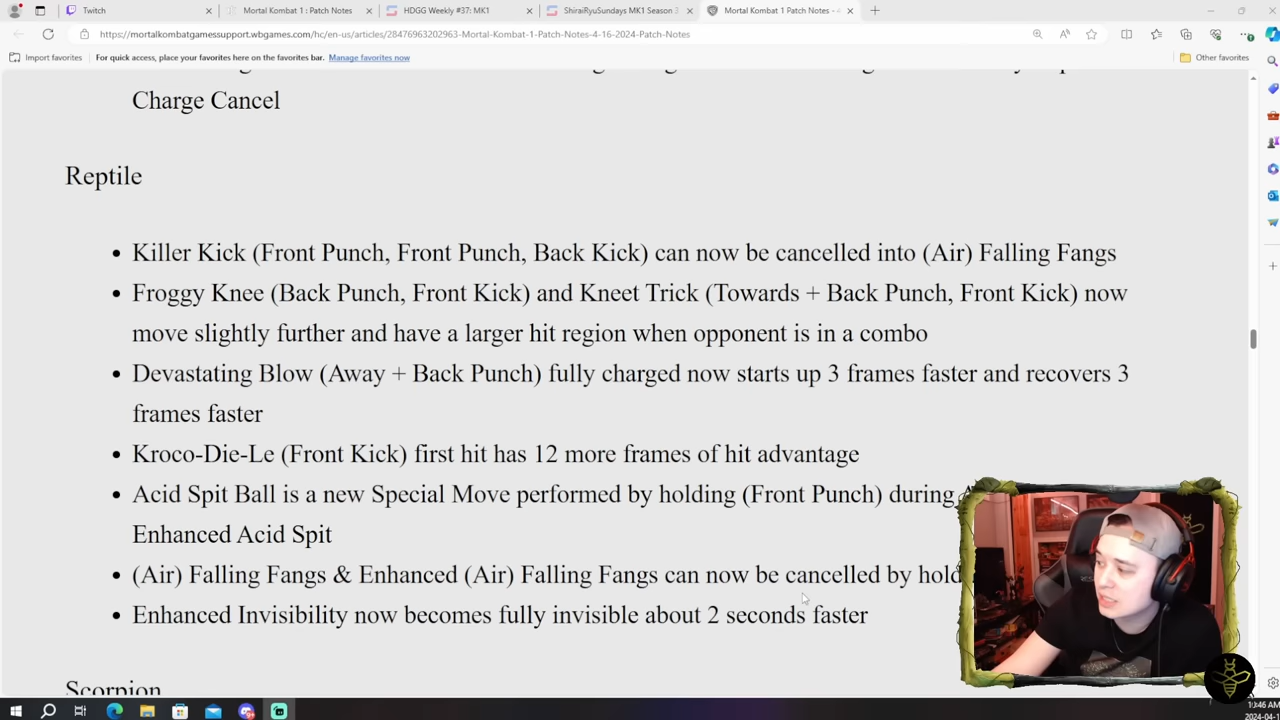 Twitch
Mortal Kombat 1 : Patch Notes
HDGG Weekly #37: MK1
ShiraiRyuSundays MK1 Season 2
Mortal Kombat 1 Patch Notes - 4
https://mortalkombatgamessupport.wbgames.com/hc/en-us/articles/28476963202963-Mortal-Kombat-1-Patch-Notes-4-16-2024-Patch-Notes
Import favorites
For quick access, place your favorites here on the favorites bar. Manage favorites now
Other favorites
Charge Cancel
Reptile
• Killer Kick (Front Punch, Front Punch, Back Kick) can now be cancelled into (Air) Falling Fangs
• Froggy Knee (Back Punch, Front Kick) and Kneet Trick (Towards + Back Punch, Front Kick) now
move slightly further and have a larger hit region when opponent is in a combo
• Devastating Blow (Away + Back Punch) fully charged now starts up 3 frames faster and recovers 3
frames faster
• Kroco-Die-Le (Front Kick) first hit has 12 more frames of hit advantage
• Acid Spit Ball is a new Special Move performed by holding (Front Punch) during
Enhanced Acid Spit
• (Air) Falling Fangs & Enhanced (Air) Falling Fangs can now be cancelled by hold
• Enhanced Invisibility now becomes fully invisible about 2 seconds faster
Scorpion
10:46 AM